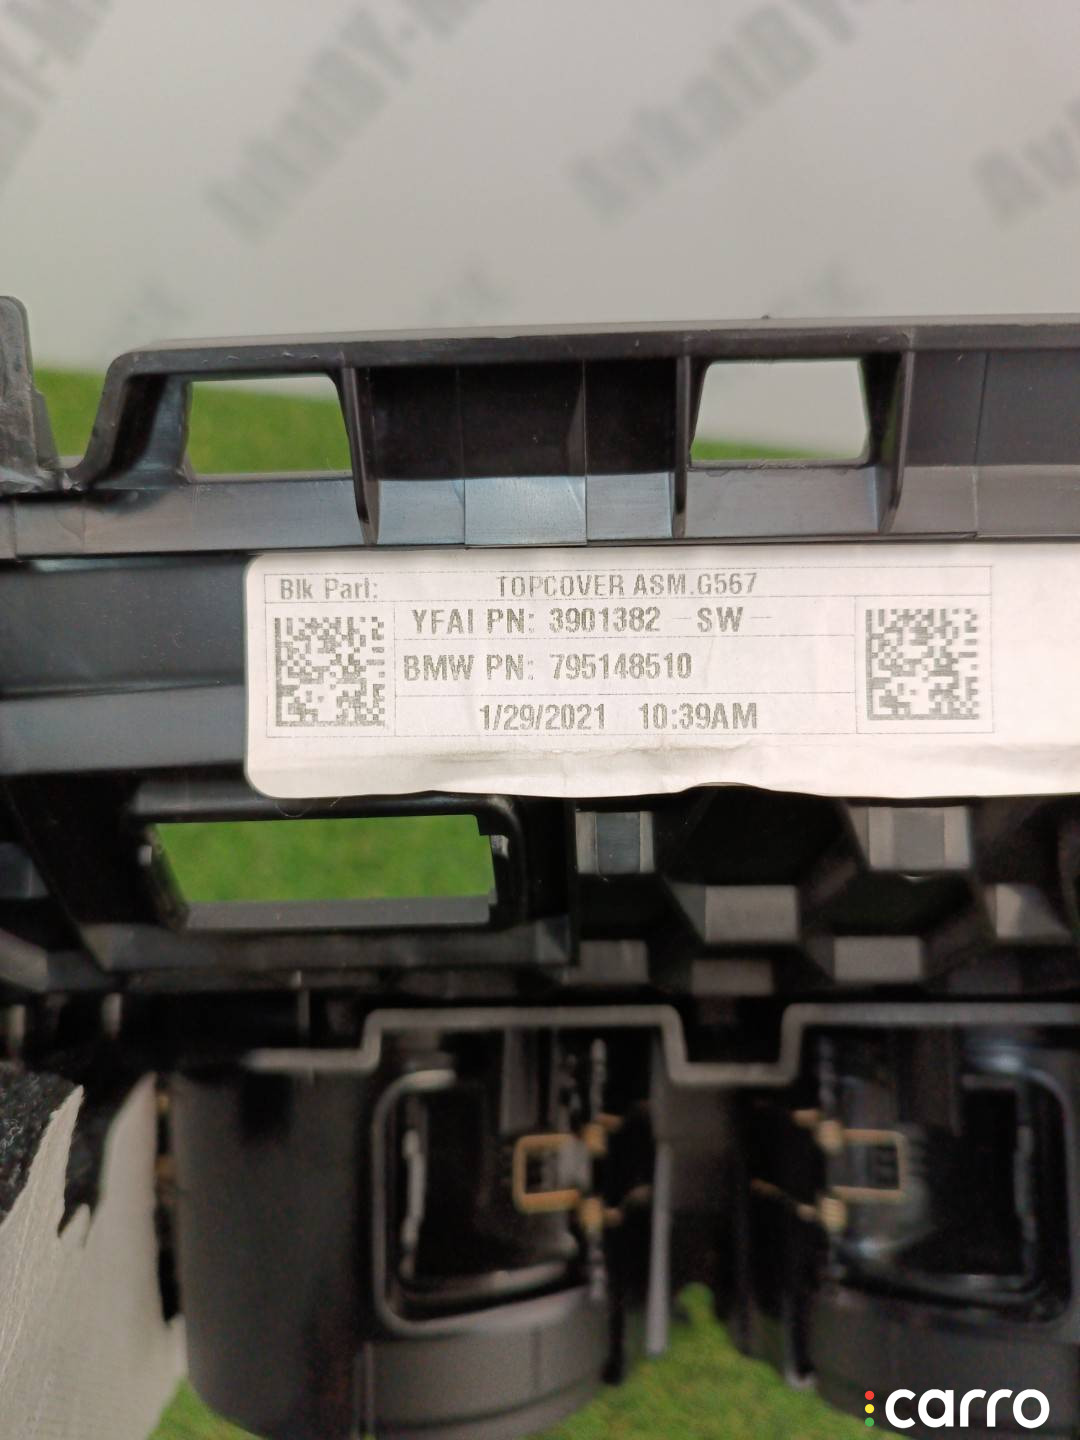 Blk Part: TOPCOVER ASM.G567
YFAI PN: 3901382 SW
BMW PN: 795148510
1/29/2021 10:39AM
carro